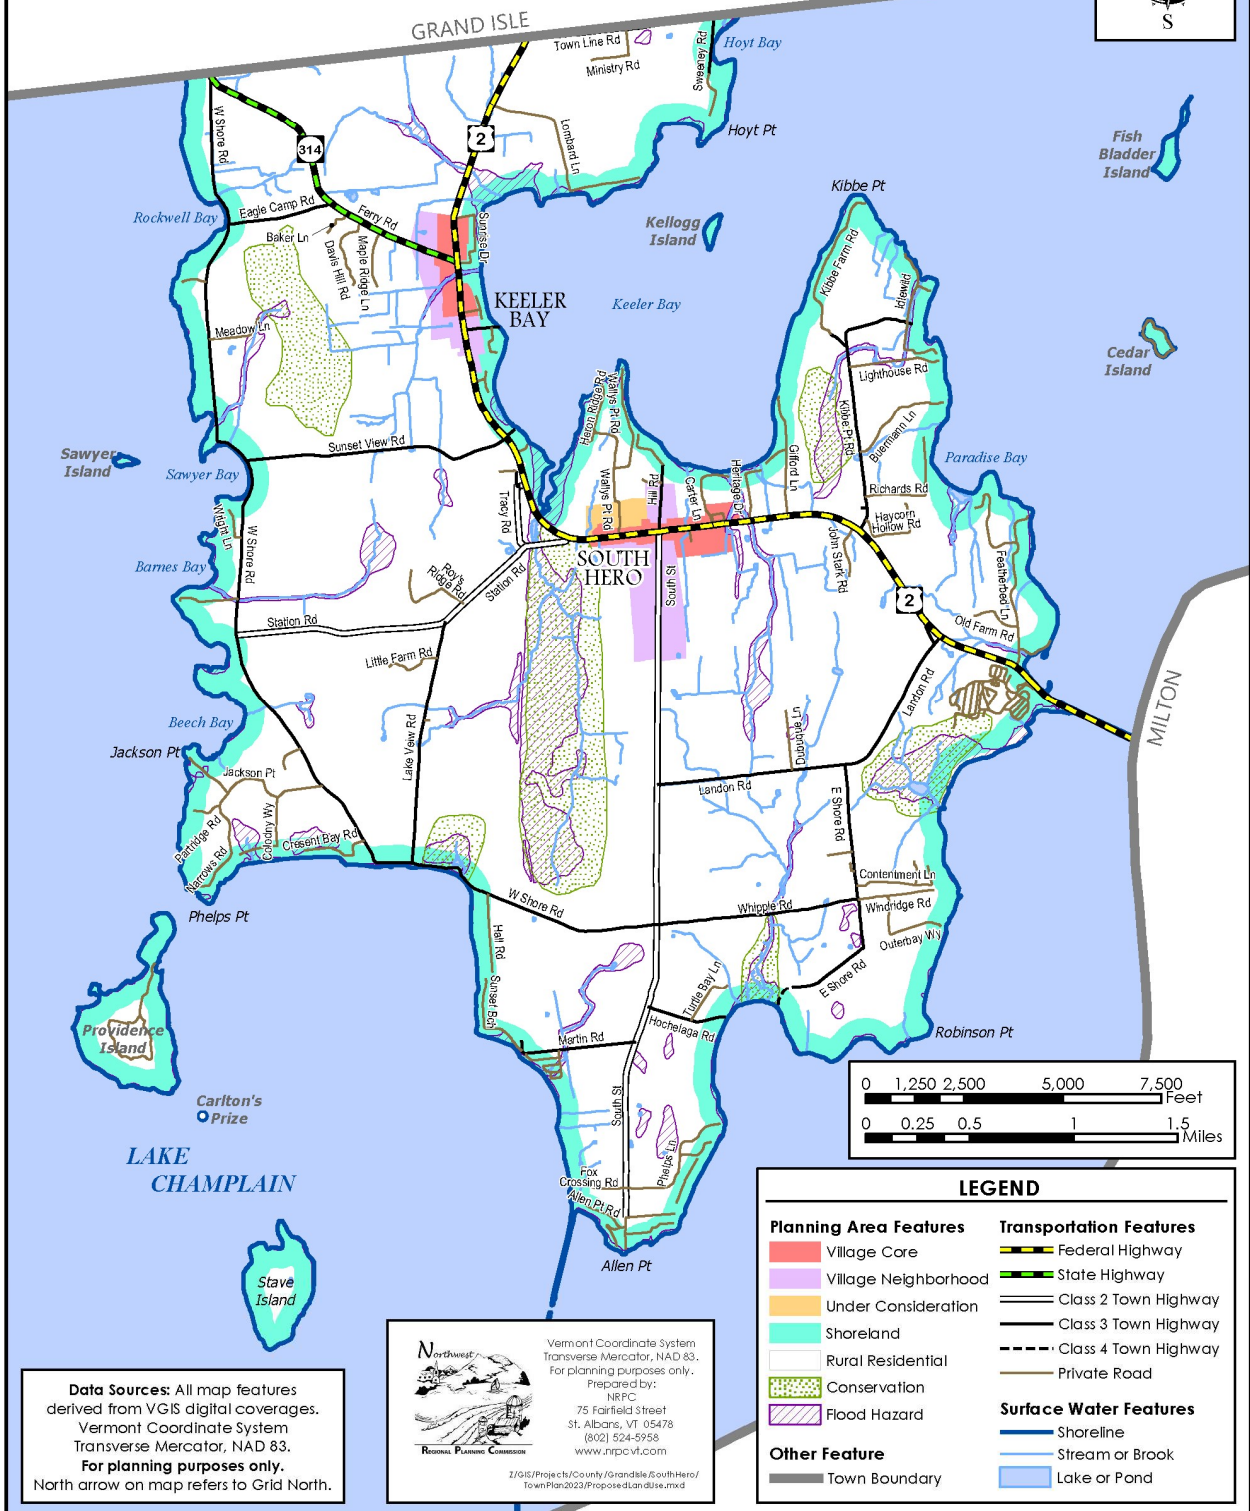 GRAND ISLE
S
Town Line Rd
Ministry Rd
Sweeney Rd
Hoyt Bay
Hoyt Pt
W Shore Rd
314
2
Lombard Ln
Fish
Bladder
Island
Kibbe Pt
Rockwell Bay
Eagle Camp Rd
Ferry Rd
Baker Ln
Davis Hill Rd
Maple Ridge Ln
Sunrise Dr
Kellogg
Island
Kibbe Farm Rd
Idlewild
KEELER
BAY
Keeler Bay
Meadow Ln
Cedar
Island
Lighthouse Rd
Heron Ridge Rd
Wallys Pt Rd
Kibbe Pt Rd
Buermann Ln
Sunset View Rd
Sawyer
Island
Sawyer Bay
Paradise Bay
Gifford Ln
Heritage Dr
Carter Ln
Hill Rd
Wallys Pt Rd
Richards Rd
Haycorn
Hollow Rd
Tracy Rd
Wright Ln
W Shore Rd
Barnes Bay
SOUTH
HERO
John Stark Rd
Featherbed Ln
Roy's
Ridge Rd
Station Rd
South St
2
Station Rd
Old Farm Rd
Little Farm Rd
Landon Rd
MILTON
Beech Bay
Lake View Rd
Dubuque Ln
Jackson Pt
Jackson Pt
Landon Rd
E Shore Rd
Partridge Rd
Colodny Wy
Cresent Bay Rd
Narrows Rd
Contentment Ln
Phelps Pt
W Shore Rd
Whipple Rd
Windridge Rd
Outerbay Wy
Hall Rd
Sunset Bch
Turtle Bay Ln
E Shore Rd
Providence
Island
Martin Rd
Hochelaga Rd
Robinson Pt
Carlton's
Prize
South St
Phelps Ln
LAKE
CHAMPLAIN
Fox
Crossing Rd
Allen Pt Rd
Allen Pt
Stave
Island
0 1,250 2,500 5,000 7,500
Feet
0 0.25 0.5 1 1.5
Miles
LEGEND
Planning Area Features
Village Core
Village Neighborhood
Under Consideration
Shoreland
Rural Residential
Conservation
Flood Hazard
Other Feature
Town Boundary
Transportation Features
Federal Highway
State Highway
Class 2 Town Highway
Class 3 Town Highway
Class 4 Town Highway
Private Road
Surface Water Features
Shoreline
Stream or Brook
Lake or Pond
Data Sources: All map features
derived from VGIS digital coverages.
Vermont Coordinate System
Transverse Mercator, NAD 83.
For planning purposes only.
North arrow on map refers to Grid North.
Northwest
REGIONAL PLANNING COMMISSION
Vermont Coordinate System
Transverse Mercator, NAD 83.
For planning purposes only.
Prepared by:
NRPC
75 Fairfield Street
St. Albans, VT 05478
(802) 524-5958
www.nrpcvt.com
Z/GIS/Projects/County/GrandIsle/SouthHero/
TownPlan2023/ProposedLandUse.mxd